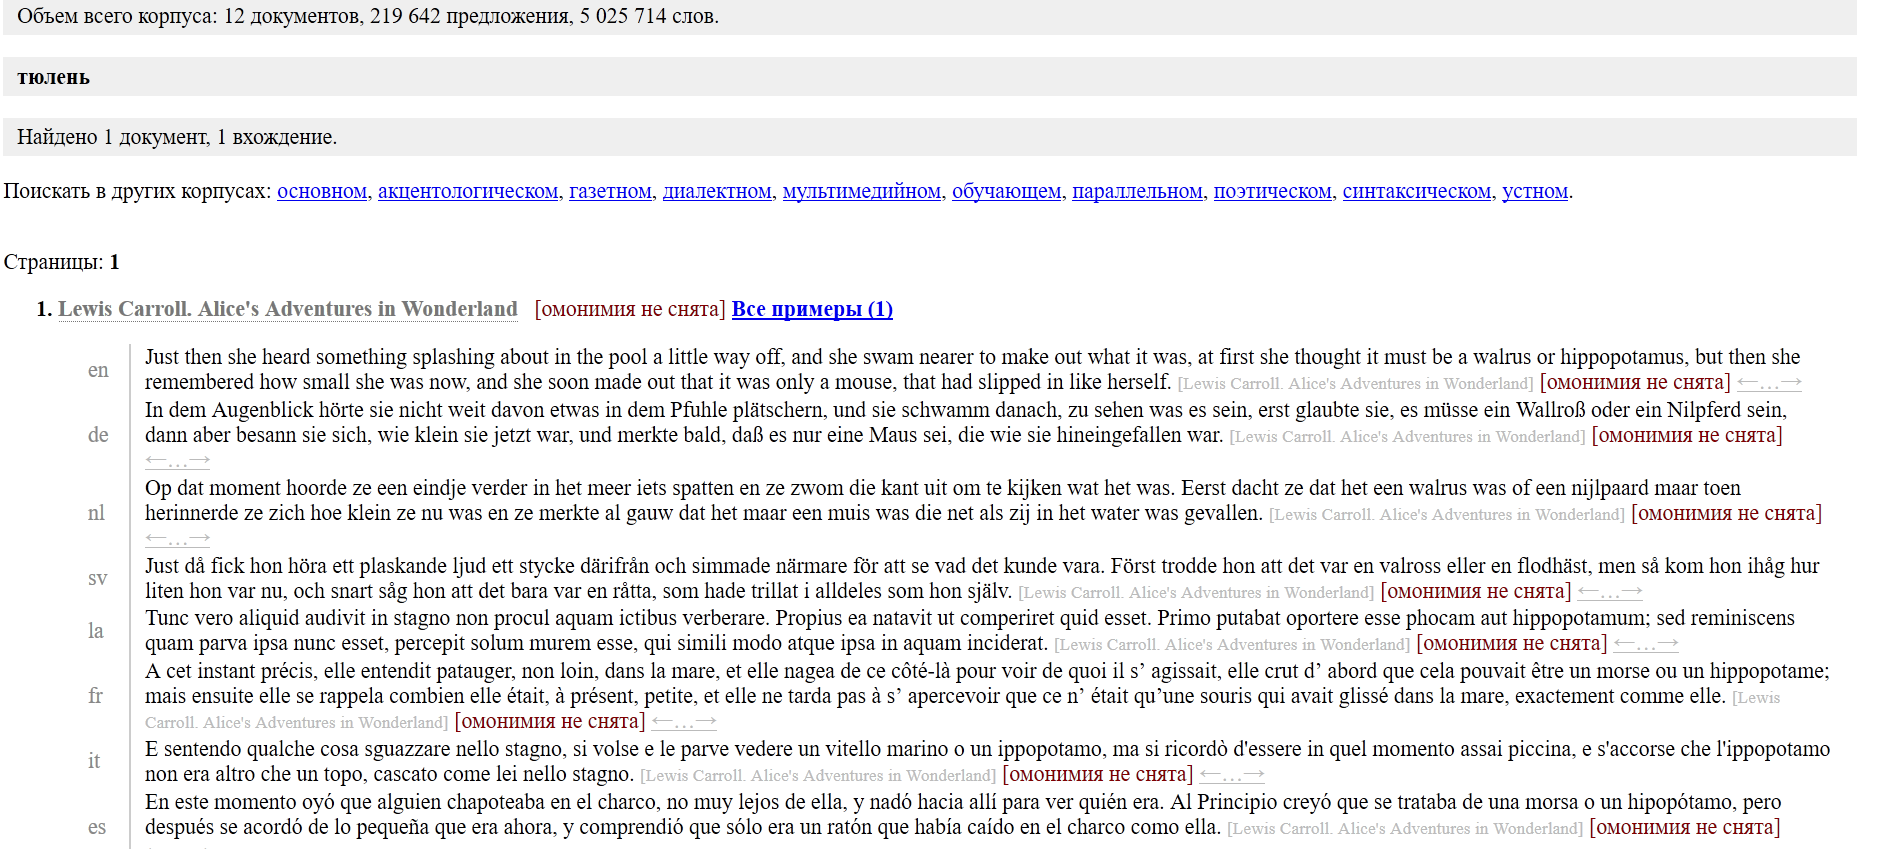 Объем всего корпуса: 12 документов, 219 642 предложения, 5 025 714 слов.
тюлень
Найдено 1 документ, 1 вхождение.
Поискать в других корпусах: основном, акцентологическом, газетном, диалектном, мультимедийном, обучающем, параллельном, поэтическом, синтаксическом, устном.
Страницы: 1
1. Lewis Carroll. Alice's Adventures in Wonderland [омонимия не снята] Все примеры (1)
en
Just then she heard something splashing about in the pool a little way off, and she swam nearer to make out what it was, at first she thought it must be a walrus or hippopotamus, but then she
remembered how small she was now, and she soon made out that it was only a mouse, that had slipped in like herself. [Lewis Carroll. Alice's Adventures in Wonderland] [омонимия не снята] ←…→
de
In dem Augenblick hörte sie nicht weit davon etwas in dem Pfuhle plätschern, und sie schwamm danach, zu sehen was es sein, erst glaubte sie, es müsse ein Wallroß oder ein Nilpferd sein,
dann aber besann sie sich, wie klein sie jetzt war, und merkte bald, daß es nur eine Maus sei, die wie sie hineingefallen war. [Lewis Carroll. Alice's Adventures in Wonderland] [омонимия не снята]
←…→
nl
Op dat moment hoorde ze een eindje verder in het meer iets spatten en ze zwom die kant uit om te kijken wat het was. Eerst dacht ze dat het een walrus was of een nijlpaard maar toen
herinnerde ze zich hoe klein ze nu was en ze merkte al gauw dat het maar een muis was die net als zij in het water was gevallen. [Lewis Carroll. Alice's Adventures in Wonderland] [омонимия не снята]
←…→
sv
Just då fick hon höra ett plaskande ljud ett stycke därifrån och simmade närmare för att se vad det kunde vara. Först trodde hon att det var en valross eller en flodhäst, men så kom hon ihåg hur
liten hon var nu, och snart såg hon att det bara var en råtta, som hade trillat i alldeles som hon själv. [Lewis Carroll. Alice's Adventures in Wonderland] [омонимия не снята] ←…→
la
Tunc vero aliquid audivit in stagno non procul aquam ictibus verberare. Propius ea natavit ut comperiret quid esset. Primo putabat oportere esse phocam aut hippopotamum; sed reminiscens
quam parva ipsa nunc esset, percepit solum murem esse, qui simili modo atque ipsa in aquam inciderat. [Lewis Carroll. Alice's Adventures in Wonderland] [омонимия не снята] ←…→
fr
A cet instant précis, elle entendit patauger, non loin, dans la mare, et elle nagea de ce côté-là pour voir de quoi il s’ agissait, elle crut d’ abord que cela pouvait être un morse ou un hippopotame;
mais ensuite elle se rappela combien elle était, à présent, petite, et elle ne tarda pas à s’ apercevoir que ce n’ était qu’une souris qui avait glissé dans la mare, exactement comme elle. [Lewis
Carroll. Alice's Adventures in Wonderland] [омонимия не снята] ←…→
it
E sentendo qualche cosa sguazzare nello stagno, si volse e le parve vedere un vitello marino o un ippopotamo, ma si ricordò d'essere in quel momento assai piccina, e s'accorse che l'ippopotamo
non era altro che un topo, cascato come lei nello stagno. [Lewis Carroll. Alice's Adventures in Wonderland] [омонимия не снята] ←…→
es
En este momento oyó que alguien chapoteaba en el charco, no muy lejos de ella, y nadó hacia allí para ver quién era. Al Principio creyó que se trataba de una morsa o un hipopótamo, pero
después se acordó de lo pequeña que era ahora, y comprendió que sólo era un ratón que había caído en el charco como ella. [Lewis Carroll. Alice's Adventures in Wonderland] [омонимия не снята]